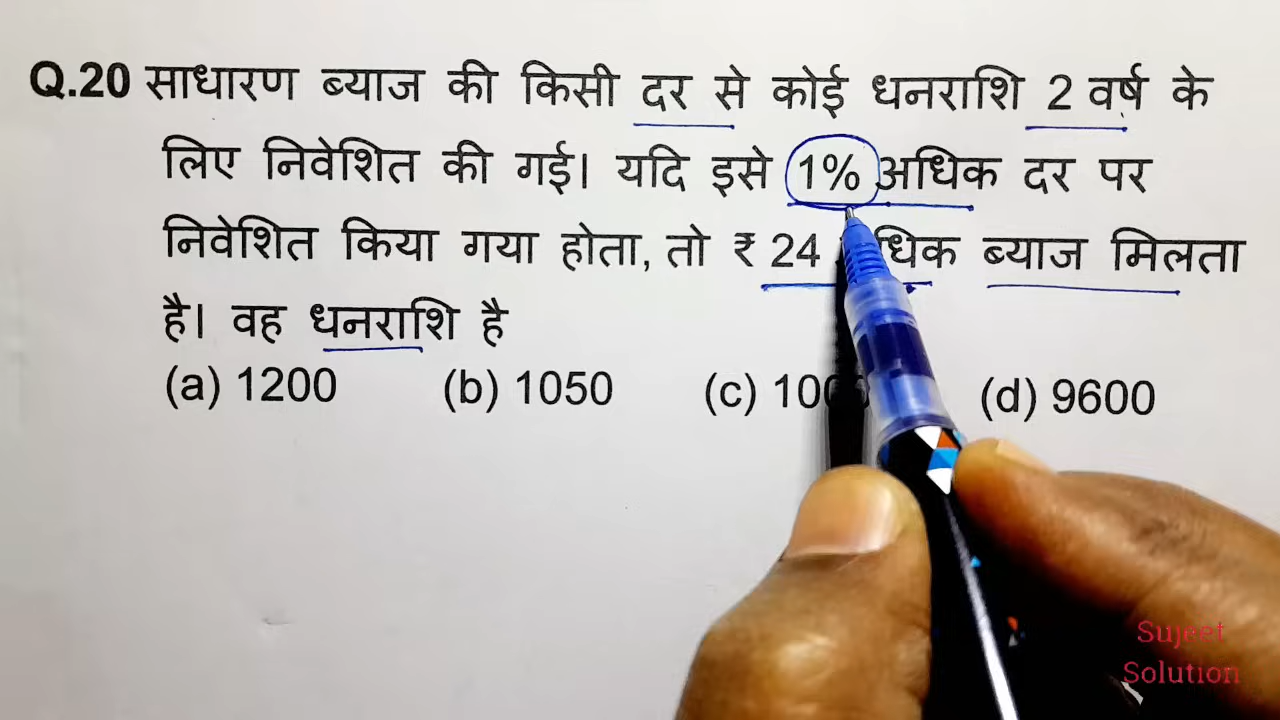 Q.20 साधारण ब्याज की किसी दर से कोई धनराशि 2 वर्ष के
लिए निवेशित की गई। यदि इसे 1% अधिक दर पर
निवेशित किया गया होता, तो ₹ 24 ब्याज मिलता
है। वह धनराशि है
(a) 1200 (b) 1050 (c) (d) 9600
Sujeet
Solution